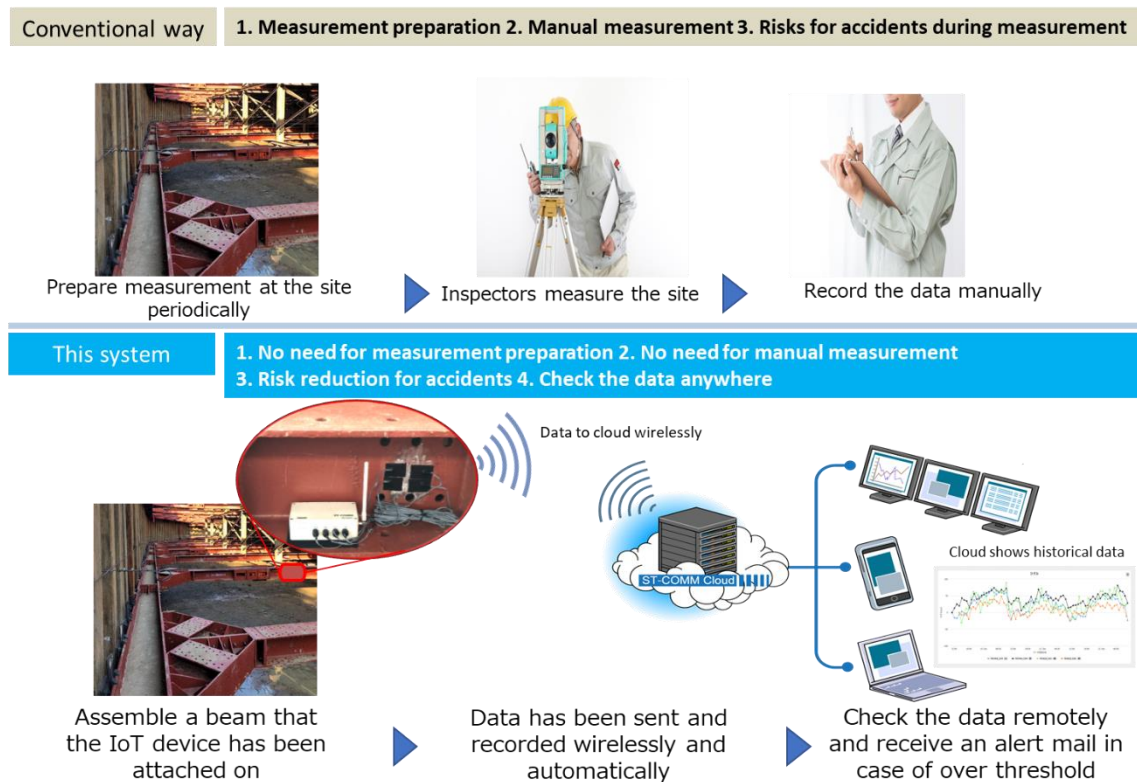 Conventional way
1. Measurement preparation 2. Manual measurement 3. Risks for accidents during measurement
Prepare measurement at the site
periodically
Inspectors measure the site
Record the data manually
This system
1. No need for measurement preparation 2. No need for manual measurement
3. Risk reduction for accidents 4. Check the data anywhere
Data to cloud wirelessly
ST-COMM Cloud
Cloud shows historical data
Assemble a beam that
the IoT device has been
attached on
Data has been sent and
recorded wirelessly and
automatically
Check the data remotely
and receive an alert mail in
case of over threshold